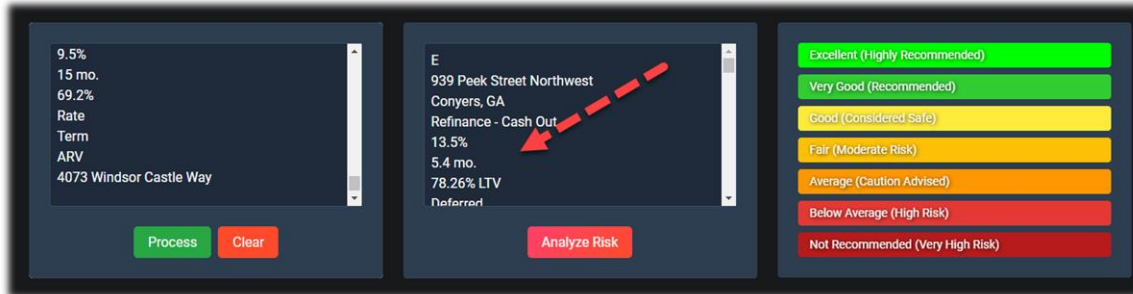 9.5%
15 mo.
69.2%
Rate
Term
ARV
4073 Windsor Castle Way
Process
Clear
E
939 Peek Street Northwest
Conyers, GA
Refinance - Cash Out
13.5%
5.4 mo.
78.26% LTV
Deferred
Analyze Risk
Excellent (Highly Recommended)
Very Good (Recommended)
Good (Considered Safe)
Fair (Moderate Risk)
Average (Caution Advised)
Below Average (High Risk)
Not Recommended (Very High Risk)